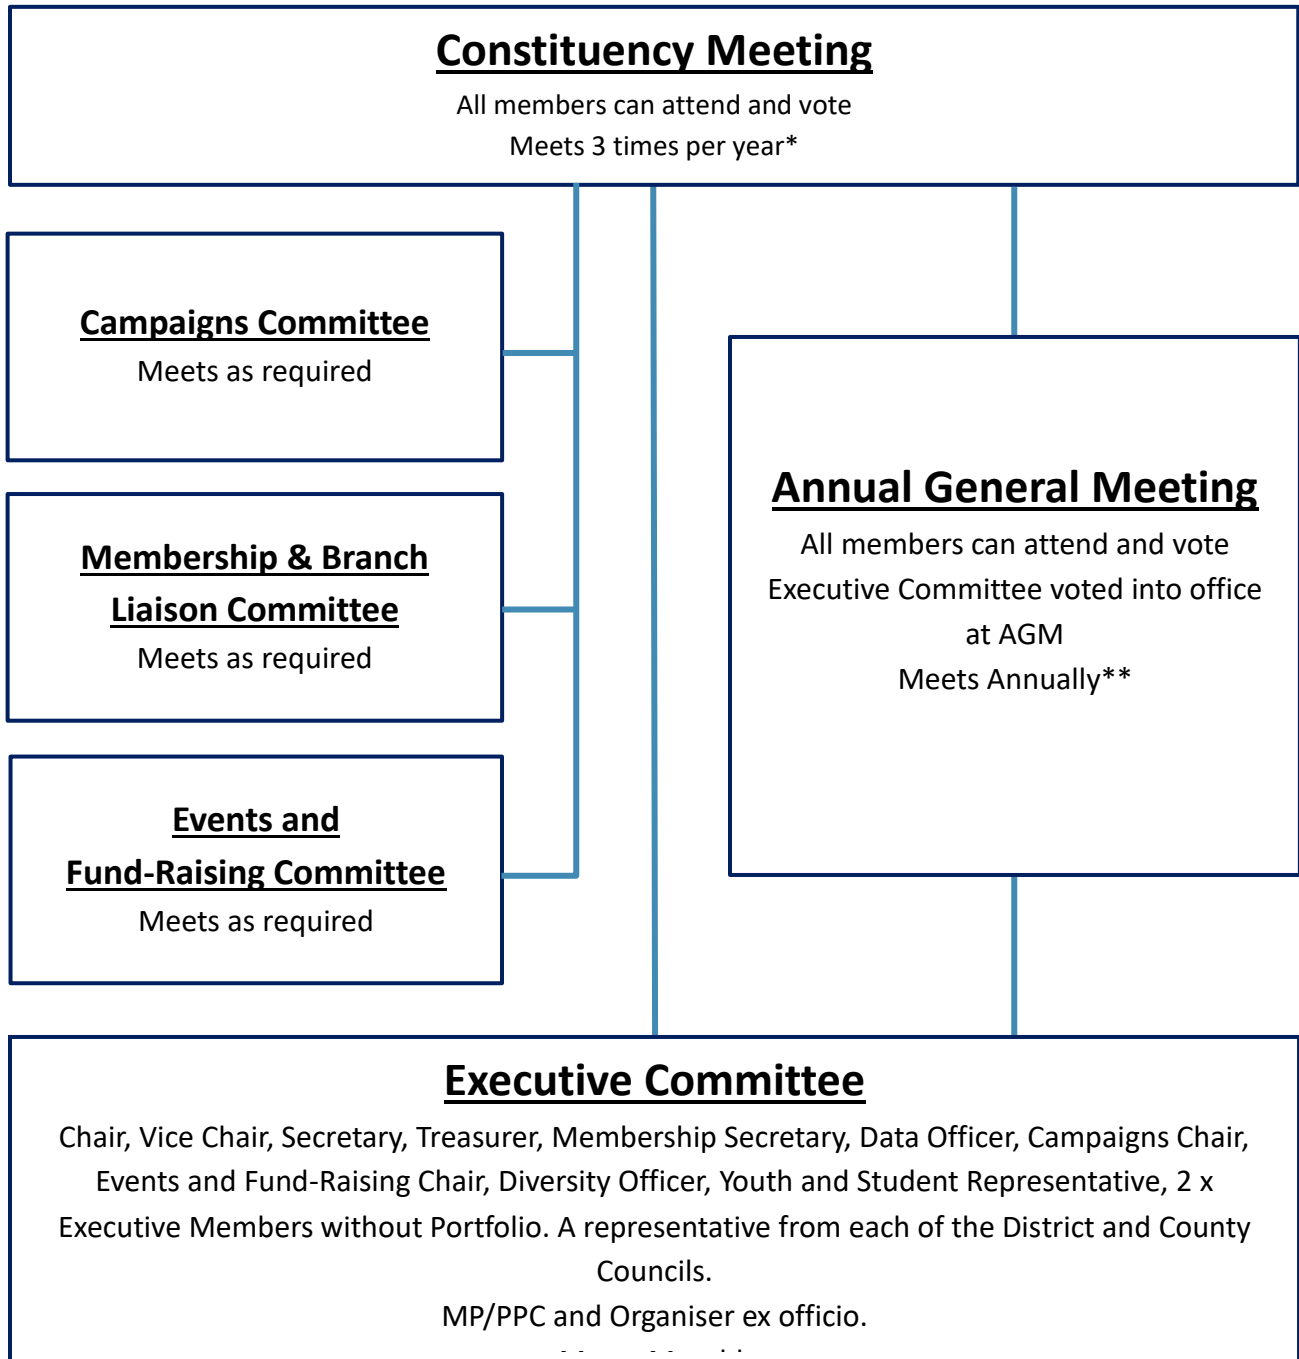 Constituency Meeting
All members can attend and vote
Meets 3 times per year*
Campaigns Committee
Meets as required
Membership & Branch
Liaison Committee
Meets as required
Events and
Fund-Raising Committee
Meets as required
Annual General Meeting
All members can attend and vote
Executive Committee voted into office
at AGM
Meets Annually**
Executive Committee
Chair, Vice Chair, Secretary, Treasurer, Membership Secretary, Data Officer, Campaigns Chair,
Events and Fund-Raising Chair, Diversity Officer, Youth and Student Representative, 2 x
Executive Members without Portfolio. A representative from each of the District and County
Councils.
MP/PPC and Organiser ex officio.